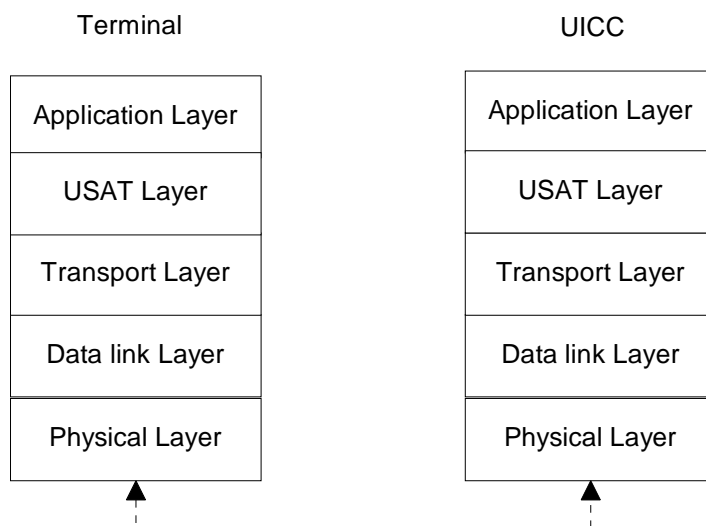 Terminal
UICC
Application Layer
USAT Layer
Transport Layer
Data link Layer
Physical Layer
Application Layer
USAT Layer
Transport Layer
Data link Layer
Physical Layer